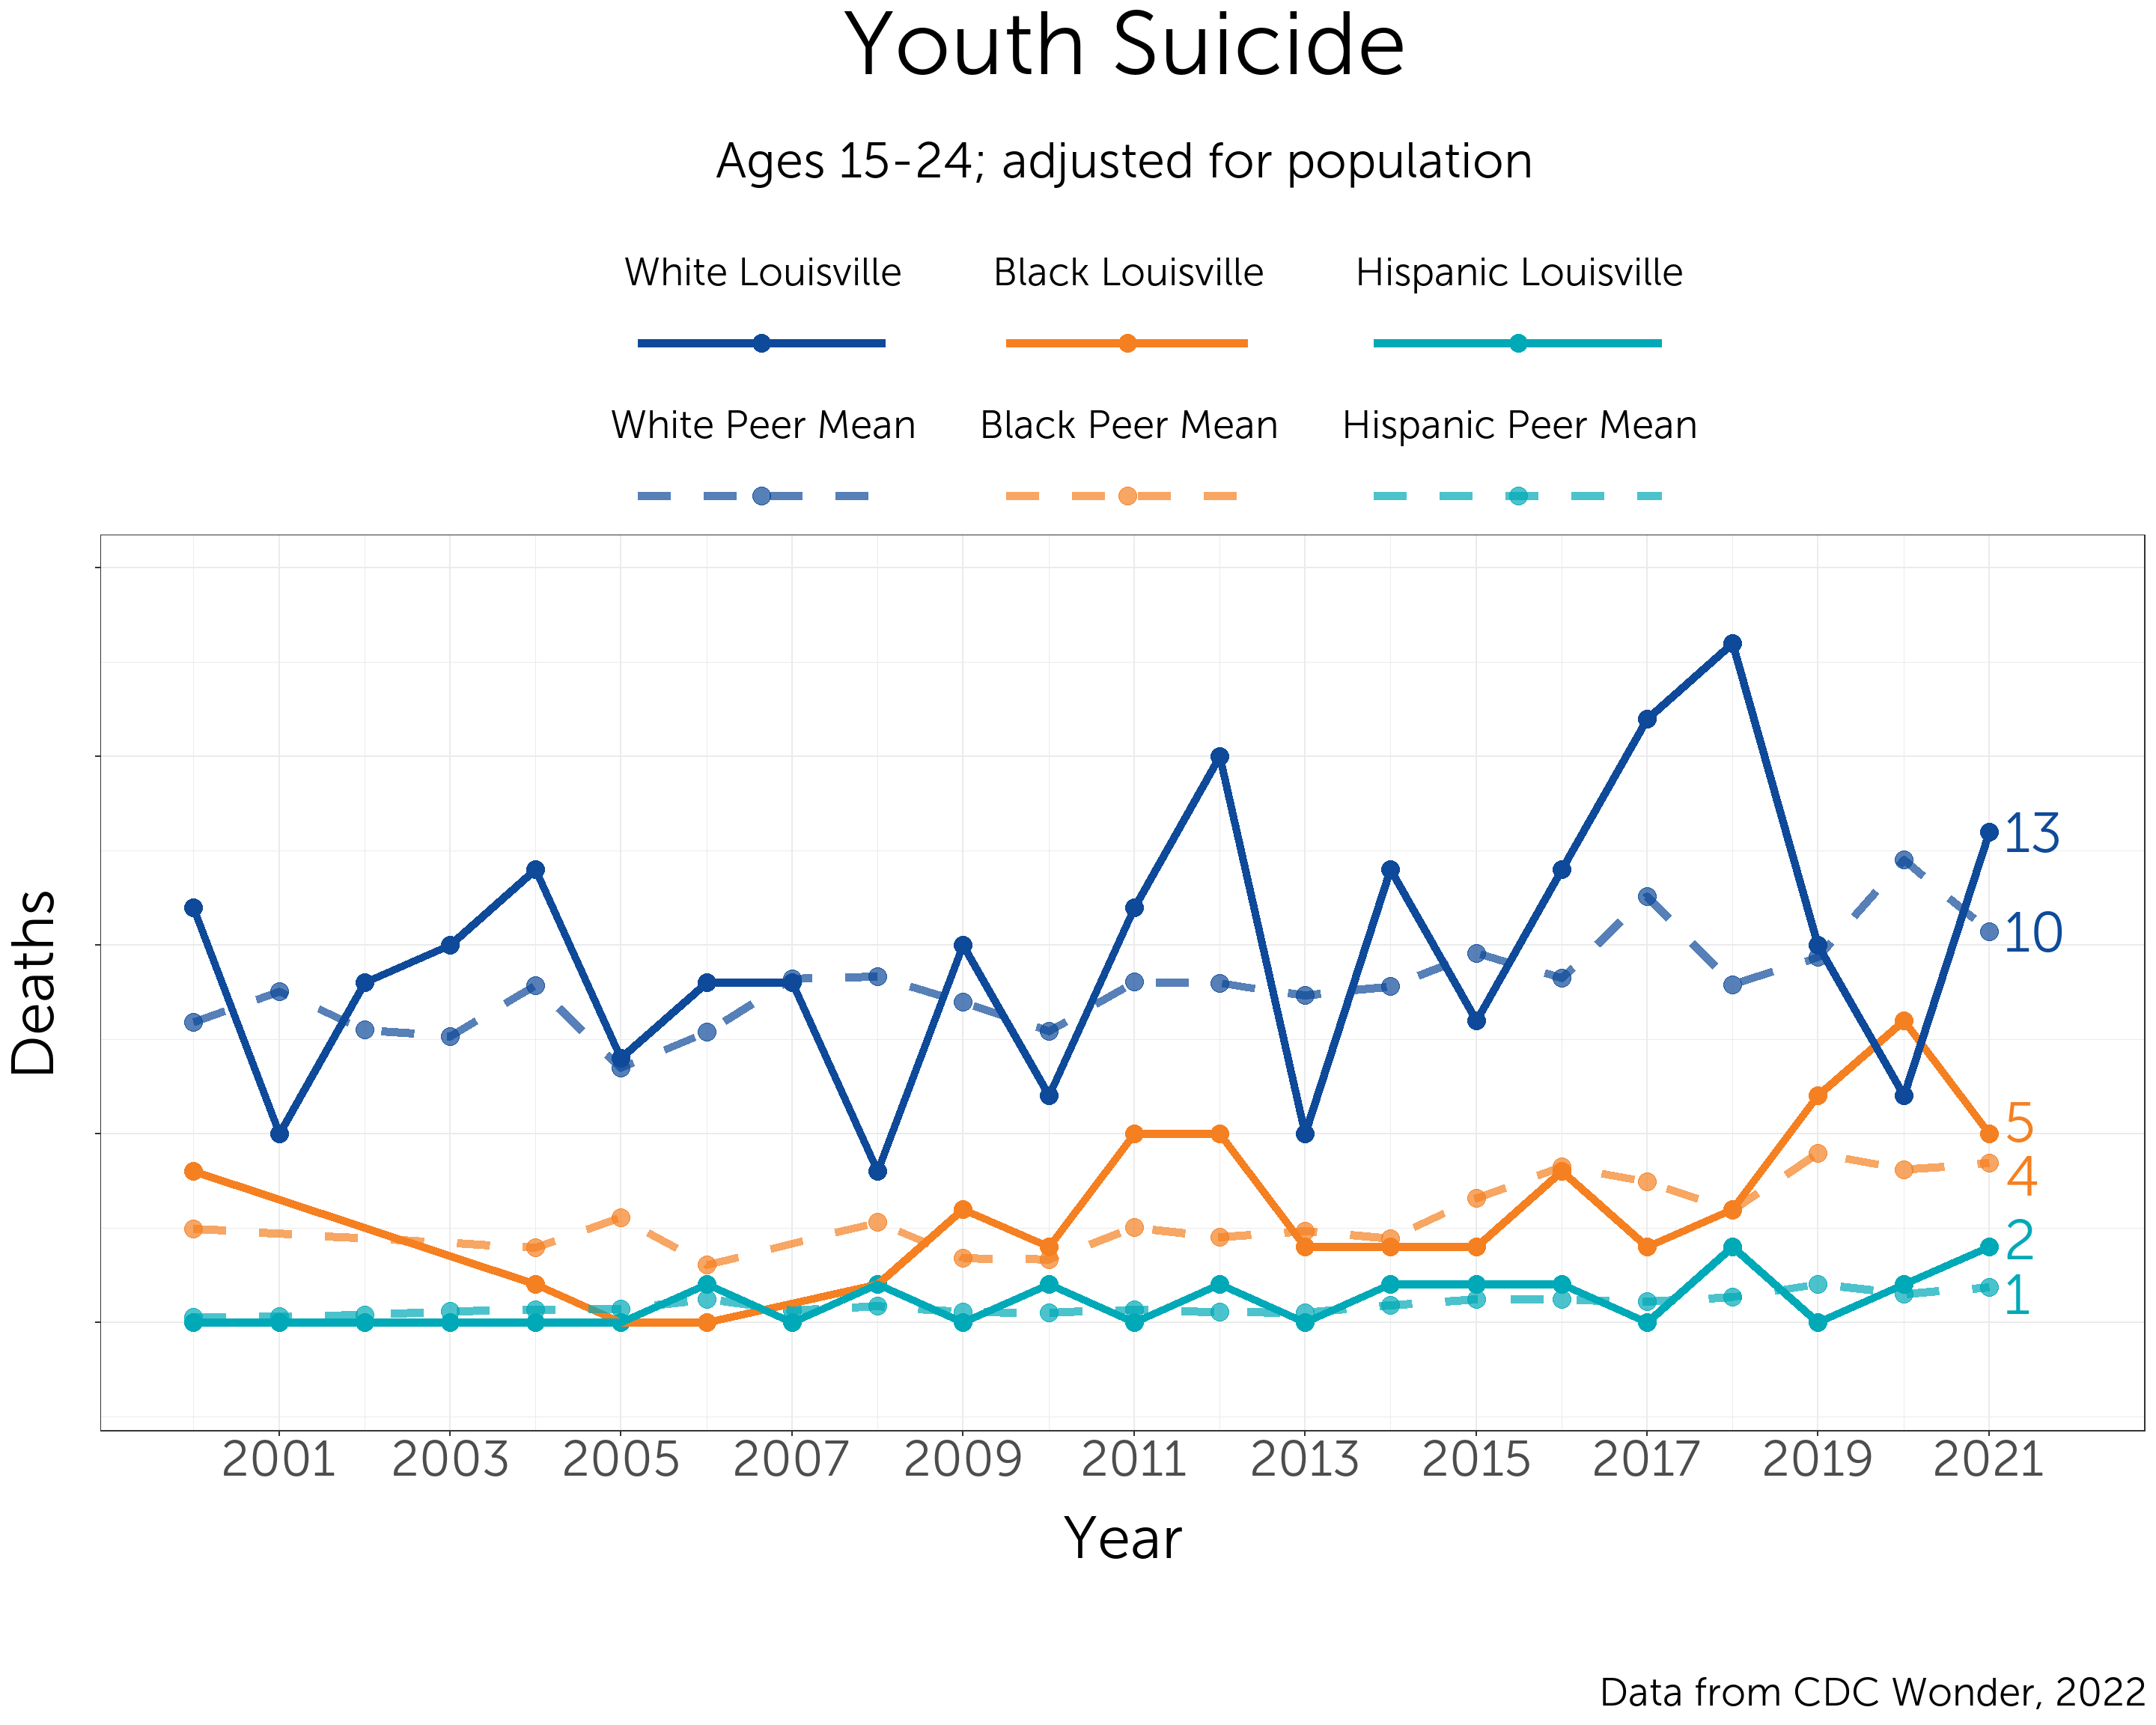 Youth Suicide
Ages 15-24; adjusted for population
White Louisville Black Louisville Hispanic Louisville
White Peer Mean Black Peer Mean Hispanic Peer Mean
Deaths
13
10
5
4
2
1
2001 2003 2005 2007 2009 2011 2013 2015 2017 2019 2021
Year
Data from CDC Wonder, 2022